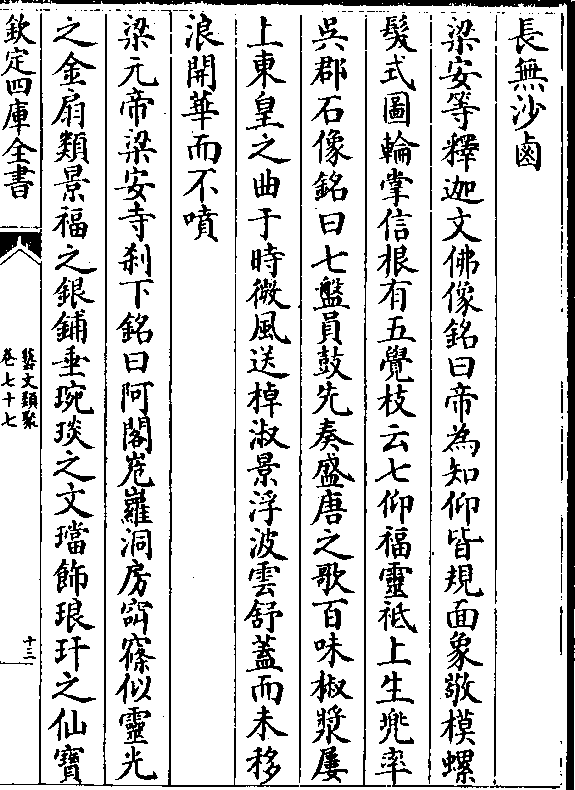 長無沙鹵
梁安等釋迦文佛像銘曰帝為知仰皆規面象敬模螺
髮式圖輪掌信根有五覺枝云七仰福靈祇上生兠率
吳郡石像銘曰七盤員鼓先奏盛唐之歌百味椒漿屢
上東皇之曲于時微風送棹淑景浮波雲舒蓋而未移
浪開華而不噴
梁元帝梁安寺刹下銘曰阿閣嵬巃洞房窈窱似靈光
之金扇類景福之銀鋪垂琬琰之文璫飾琅玕之仙寶
欽定四庫全書
藝文類聚
卷七十七
十三